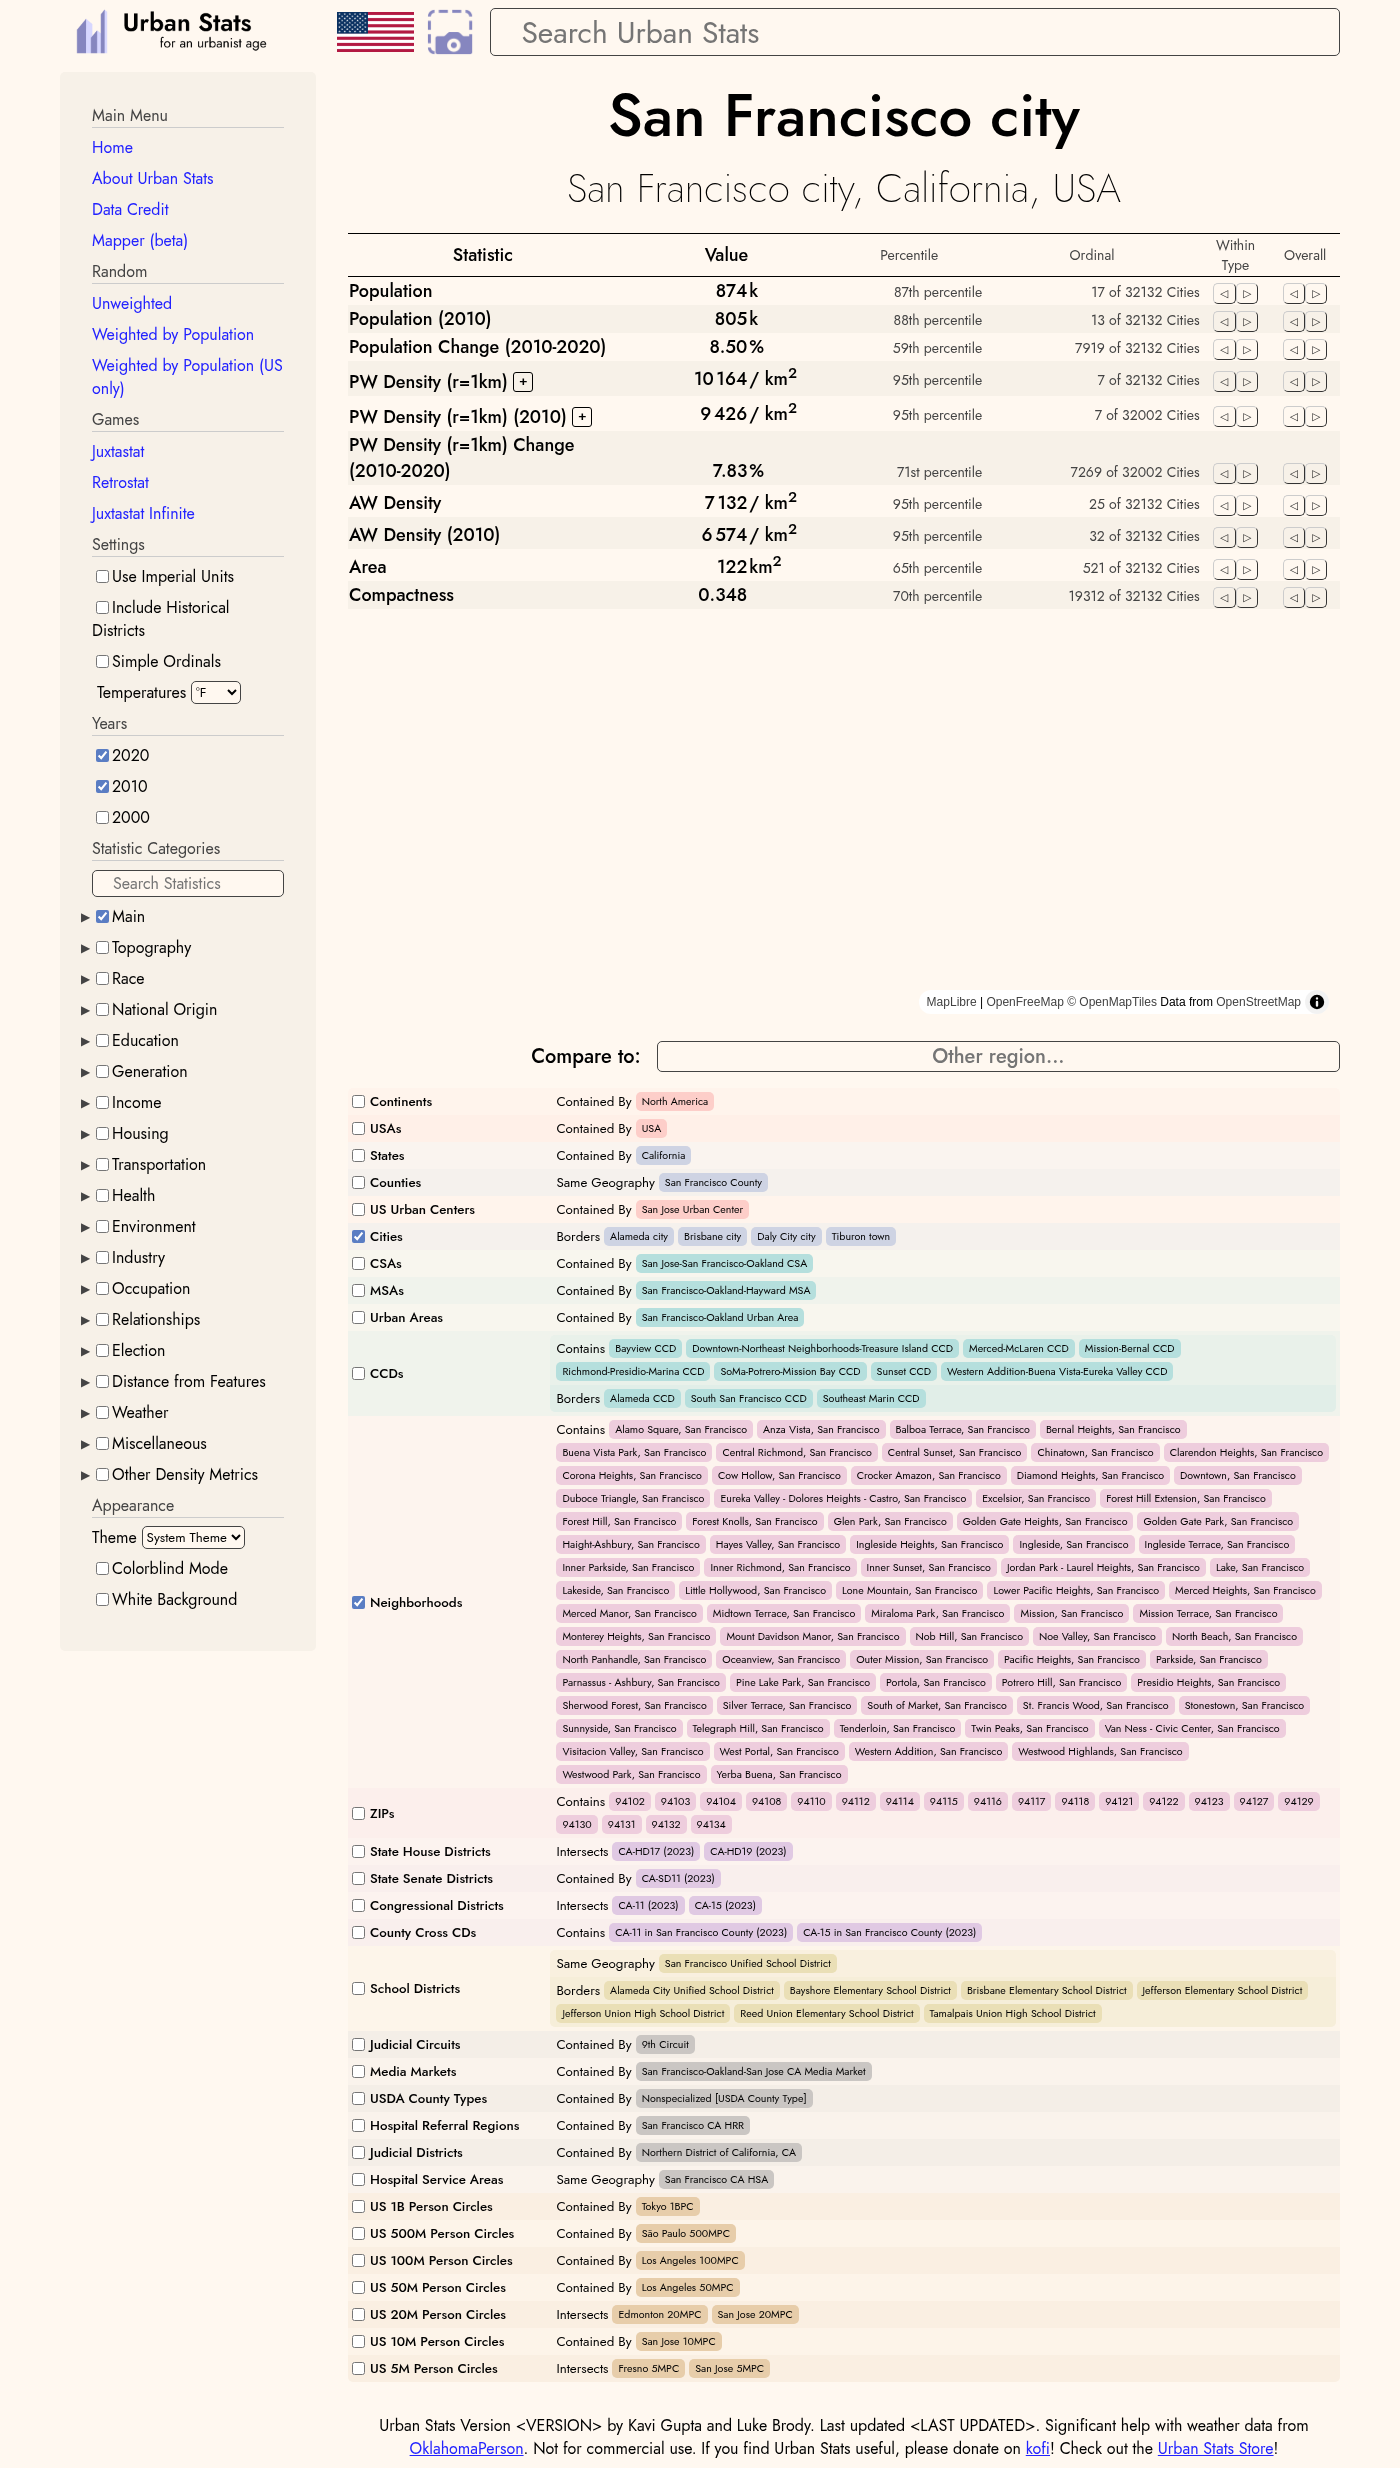 Urban Stats
for an urbanist age
Search Urban Stats
Main Menu
Home
About Urban Stats
Data Credit
Mapper (beta)
Random
Unweighted
Weighted by Population
Weighted by Population (US
only)
Games
Juxtastat
Retrostat
Juxtastat Infinite
Settings
Use Imperial Units
Include Historical
Districts
Simple Ordinals
Temperatures °F
Years
2020
2010
2000
Statistic Categories
Search Statistics
Main
Topography
Race
National Origin
Education
Generation
Income
Housing
Transportation
Health
Environment
Industry
Occupation
Relationships
Election
Distance from Features
Weather
Miscellaneous
Other Density Metrics
Appearance
Theme System Theme
Colorblind Mode
White Background
San Francisco city
San Francisco city, California, USA
Statistic Value Percentile Ordinal Within Type Overall
Population 874k 87th percentile 17 of 32132 Cities
Population (2010) 805k 88th percentile 13 of 32132 Cities
Population Change (2010-2020) 8.50% 59th percentile 7919 of 32132 Cities
PW Density (r=1km) + 10 164 / km2 95th percentile 7 of 32132 Cities
PW Density (r=1km) (2010) + 9 426 / km2 95th percentile 7 of 32002 Cities
PW Density (r=1km) Change
(2010-2020) 7.83% 71st percentile 7269 of 32002 Cities
AW Density 7 132 / km2 95th percentile 25 of 32132 Cities
AW Density (2010) 6 574 / km2 95th percentile 32 of 32132 Cities
Area 122 km2 65th percentile 521 of 32132 Cities
Compactness 0.348 70th percentile 19312 of 32132 Cities
MapLibre | OpenFreeMap © OpenMapTiles Data from OpenStreetMap
Compare to: Other region...
Continents Contained By North America
USAs Contained By USA
States Contained By California
Counties Same Geography San Francisco County
US Urban Centers Contained By San Jose Urban Center
Cities Borders Alameda city Brisbane city Daly City city Tiburon town
CSAs Contained By San Jose-San Francisco-Oakland CSA
MSAs Contained By San Francisco-Oakland-Hayward MSA
Urban Areas Contained By San Francisco-Oakland Urban Area
CCDs
Contains Bayview CCD Downtown-Northeast Neighborhoods-Treasure Island CCD Merced-McLaren CCD Mission-Bernal CCD
Richmond-Presidio-Marina CCD SoMa-Potrero-Mission Bay CCD Sunset CCD Western Addition-Buena Vista-Eureka Valley CCD
Borders Alameda CCD South San Francisco CCD Southeast Marin CCD
Neighborhoods
Contains Alamo Square, San Francisco Anza Vista, San Francisco Balboa Terrace, San Francisco Bernal Heights, San Francisco
Buena Vista Park, San Francisco Central Richmond, San Francisco Central Sunset, San Francisco Chinatown, San Francisco Clarendon Heights, San Francisco
Corona Heights, San Francisco Cow Hollow, San Francisco Crocker Amazon, San Francisco Diamond Heights, San Francisco Downtown, San Francisco
Duboce Triangle, San Francisco Eureka Valley - Dolores Heights - Castro, San Francisco Excelsior, San Francisco Forest Hill Extension, San Francisco
Forest Hill, San Francisco Forest Knolls, San Francisco Glen Park, San Francisco Golden Gate Heights, San Francisco Golden Gate Park, San Francisco
Haight-Ashbury, San Francisco Hayes Valley, San Francisco Ingleside Heights, San Francisco Ingleside, San Francisco Ingleside Terrace, San Francisco
Inner Parkside, San Francisco Inner Richmond, San Francisco Inner Sunset, San Francisco Jordan Park - Laurel Heights, San Francisco Lake, San Francisco
Lakeside, San Francisco Little Hollywood, San Francisco Lone Mountain, San Francisco Lower Pacific Heights, San Francisco Merced Heights, San Francisco
Merced Manor, San Francisco Midtown Terrace, San Francisco Miraloma Park, San Francisco Mission, San Francisco Mission Terrace, San Francisco
Monterey Heights, San Francisco Mount Davidson Manor, San Francisco Nob Hill, San Francisco Noe Valley, San Francisco North Beach, San Francisco
North Panhandle, San Francisco Oceanview, San Francisco Outer Mission, San Francisco Pacific Heights, San Francisco Parkside, San Francisco
Parnassus - Ashbury, San Francisco Pine Lake Park, San Francisco Portola, San Francisco Potrero Hill, San Francisco Presidio Heights, San Francisco
Sherwood Forest, San Francisco Silver Terrace, San Francisco South of Market, San Francisco St. Francis Wood, San Francisco Stonestown, San Francisco
Sunnyside, San Francisco Telegraph Hill, San Francisco Tenderloin, San Francisco Twin Peaks, San Francisco Van Ness - Civic Center, San Francisco
Visitacion Valley, San Francisco West Portal, San Francisco Western Addition, San Francisco Westwood Highlands, San Francisco
Westwood Park, San Francisco Yerba Buena, San Francisco
ZIPs
Contains 94102 94103 94104 94108 94110 94112 94114 94115 94116 94117 94118 94121 94122 94123 94127 94129
94130 94131 94132 94134
State House Districts Intersects CA-HD17 (2023) CA-HD19 (2023)
State Senate Districts Contained By CA-SD11 (2023)
Congressional Districts Intersects CA-11 (2023) CA-15 (2023)
County Cross CDs Contains CA-11 in San Francisco County (2023) CA-15 in San Francisco County (2023)
School Districts
Same Geography San Francisco Unified School District
Borders Alameda City Unified School District Bayshore Elementary School District Brisbane Elementary School District Jefferson Elementary School District
Jefferson Union High School District Reed Union Elementary School District Tamalpais Union High School District
Judicial Circuits Contained By 9th Circuit
Media Markets Contained By San Francisco-Oakland-San Jose CA Media Market
USDA County Types Contained By Nonspecialized [USDA County Type]
Hospital Referral Regions Contained By San Francisco CA HRR
Judicial Districts Contained By Northern District of California, CA
Hospital Service Areas Same Geography San Francisco CA HSA
US 1B Person Circles Contained By Tokyo 1BPC
US 500M Person Circles Contained By São Paulo 500MPC
US 100M Person Circles Contained By Los Angeles 100MPC
US 50M Person Circles Contained By Los Angeles 50MPC
US 20M Person Circles Intersects Edmonton 20MPC San Jose 20MPC
US 10M Person Circles Contained By San Jose 10MPC
US 5M Person Circles Intersects Fresno 5MPC San Jose 5MPC
Urban Stats Version <VERSION> by Kavi Gupta and Luke Brody. Last updated <LAST UPDATED>. Significant help with weather data from
OklahomaPerson. Not for commercial use. If you find Urban Stats useful, please donate on kofi! Check out the Urban Stats Store!